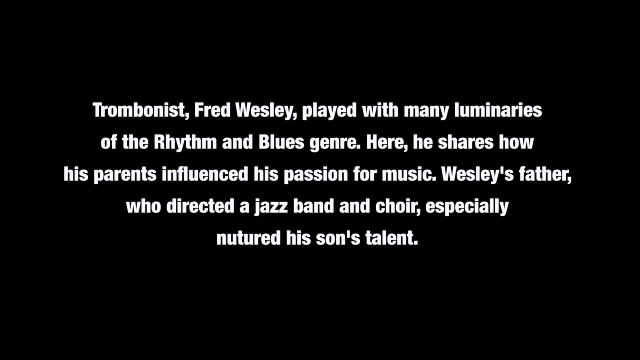 Trombonist, Fred Wesley, played with many luminaries
of the Rhythm and Blues genre. Here, he shares how
his parents influenced his passion for music. Wesley's father,
who directed a jazz band and choir, especially
nutured his son's talent.